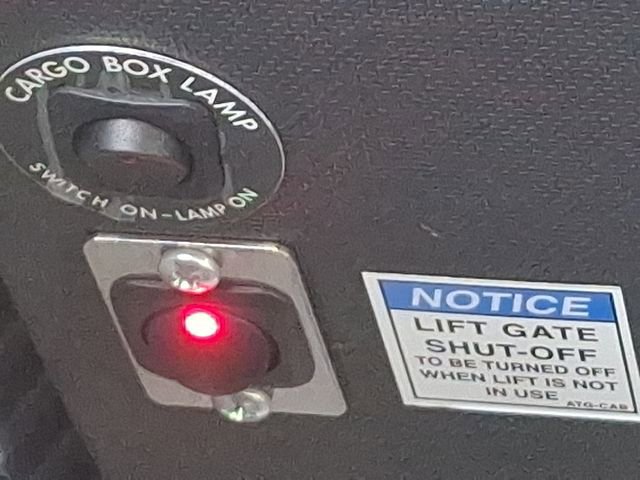 CARGO BOX LAMP
SWITCH ON-LAMP ON
NOTICE
LIFT GATE
SHUT-OFF
TO BE TURNED OFF
WHEN LIFT IS NOT
IN USE
ATG-CAB